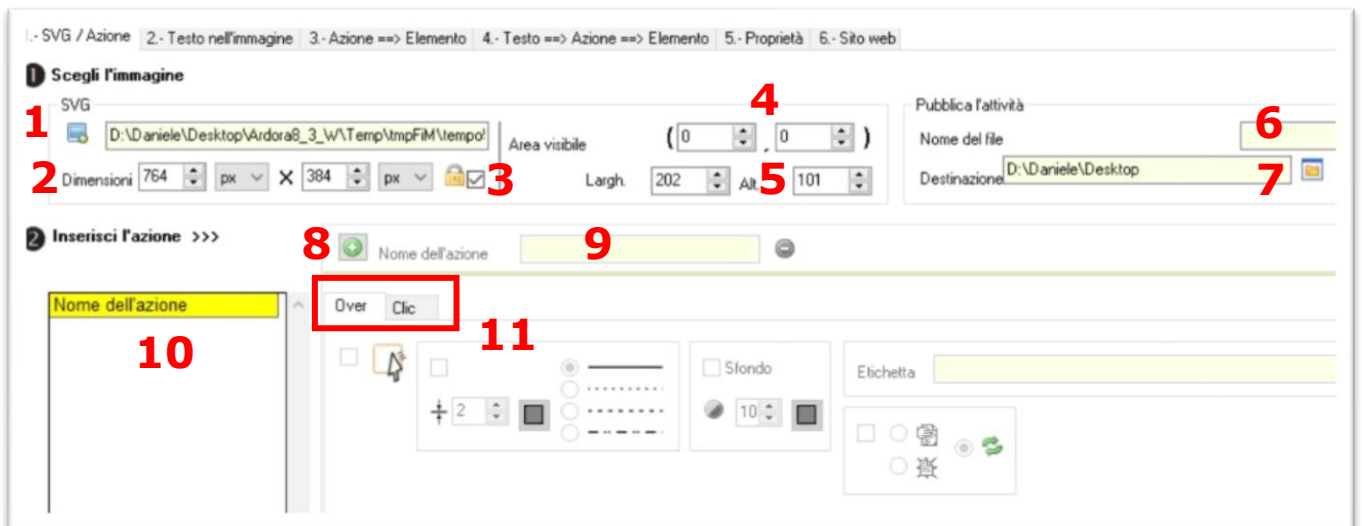 .- SVG / Azione 2.- Testo nell'immagine 3.- Azione ==> Elemento 4.- Testo ==> Azione ==> Elemento 5.- Proprietà 6.- Sito web
1 Scegli l'immagine
SVG
4
Pubblica l'attività
1 D:\Daniele\Desktop\Ardora8_3_W\Temp\tmpFiM\tempo
Area visibile ( 0 , 0 )
Nome del file 6
2 Dimensioni 764 px X 384 px 3
Largh. 202 Alt. 5 101
Destinazione D:\Daniele\Desktop 7
2 Inserisci l'azione >>>
8 Nome dell'azione 9
Nome dell'azione
10
Over Clic
11
2
Sfondo
10
Etichetta